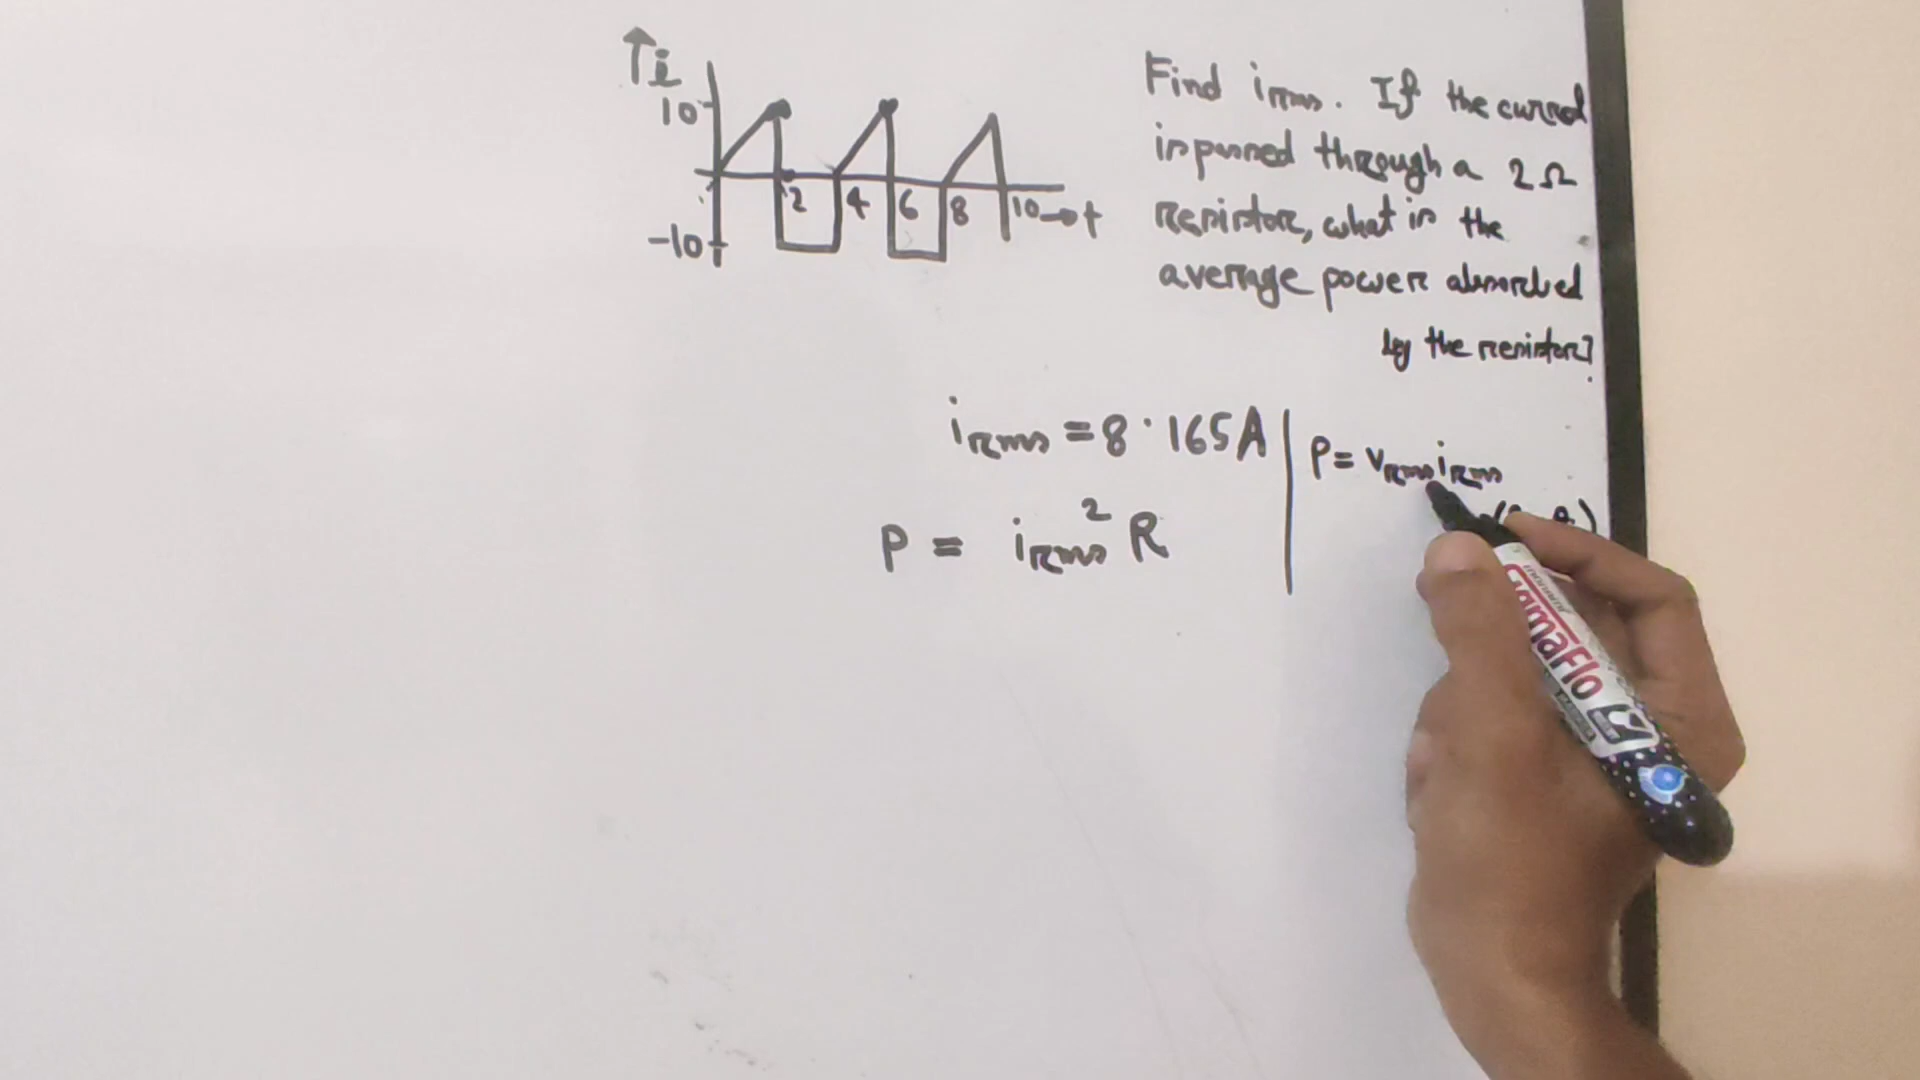 ↑i
10
-10
2 4 6 8 10 → t
Find irms. If the current
is passed through a 2Ω
resistor, what is the
average power absorbed
by the resistor?
irms = 8.165A
P = irms² R
P = vrms irms
GamaFlo